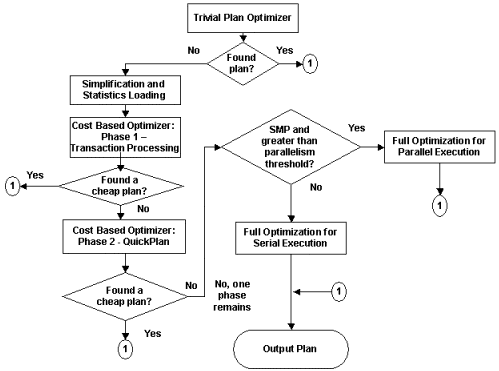 Trivial Plan Optimizer
No
Found
plan?
Yes
1
Simplification and
Statistics Loading
Cost Based Optimizer:
Phase 1 –
Transaction Processing
Yes
1
Found a
cheap plan?
No
Cost Based Optimizer:
Phase 2 - QuickPlan
Found a
cheap plan?
No
Yes
1
No, one
phase
remains
SMP and
greater than
parallelism
threshold?
Yes
Full Optimization for
Parallel Execution
1
No
Full Optimization for
Serial Execution
1
Output Plan